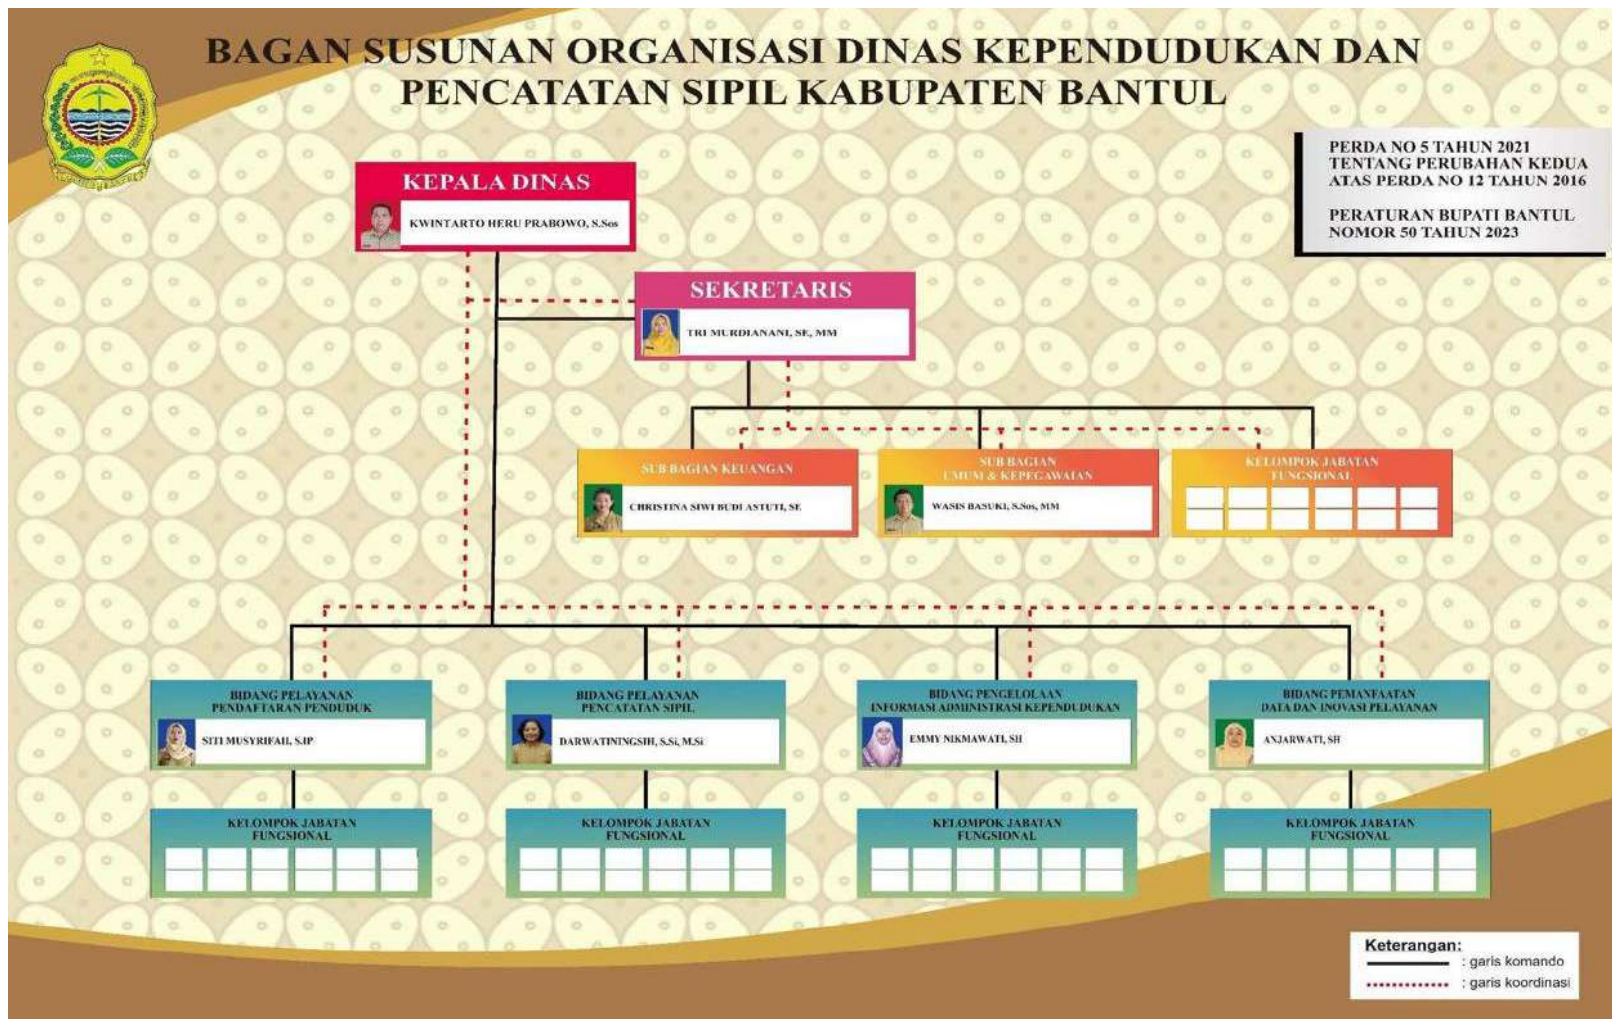 BAGAN SUSUNAN ORGANISASI DINAS KEPENDUDUKAN DAN
PENCATATAN SIPIL KABUPATEN BANTUL
PERDA NO 5 TAHUN 2021
TENTANG PERUBAHAN KEDUA
ATAS PERDA NO 12 TAHUN 2016
PERATURAN BUPATI BANTUL
NOMOR 50 TAHUN 2023
KEPALA DINAS
KWINTARTO HERU PRABOWO, S.Sos
SEKRETARIS
TRI MURDIANANI, SE, MM
SUB BAGIAN KEUANGAN
CHRISTINA SIWI BUDI ASTUTI, SE
SUB BAGIAN
UMUM & KEPEGAWAIAN
WASIS BASUKI, S.Sos, MM
KELOMPOK JABATAN
FUNGSIONAL
BIDANG PELAYANAN
PENDAFTARAN PENDUDUK
SITI MUSYRIFAH, S.IP
BIDANG PELAYANAN
PENCATATAN SIPIL
DARWATININGSIH, S.Si, M.Si
BIDANG PENGELOLAAN
INFORMASI ADMINISTRASI KEPENDUDUKAN
EMMY NIKMAWATI, SH
BIDANG PEMANFAATAN
DATA DAN INOVASI PELAYANAN
ANJARWATI, SH
KELOMPOK JABATAN
FUNGSIONAL
KELOMPOK JABATAN
FUNGSIONAL
KELOMPOK JABATAN
FUNGSIONAL
KELOMPOK JABATAN
FUNGSIONAL
Keterangan:
: garis komando
: garis koordinasi